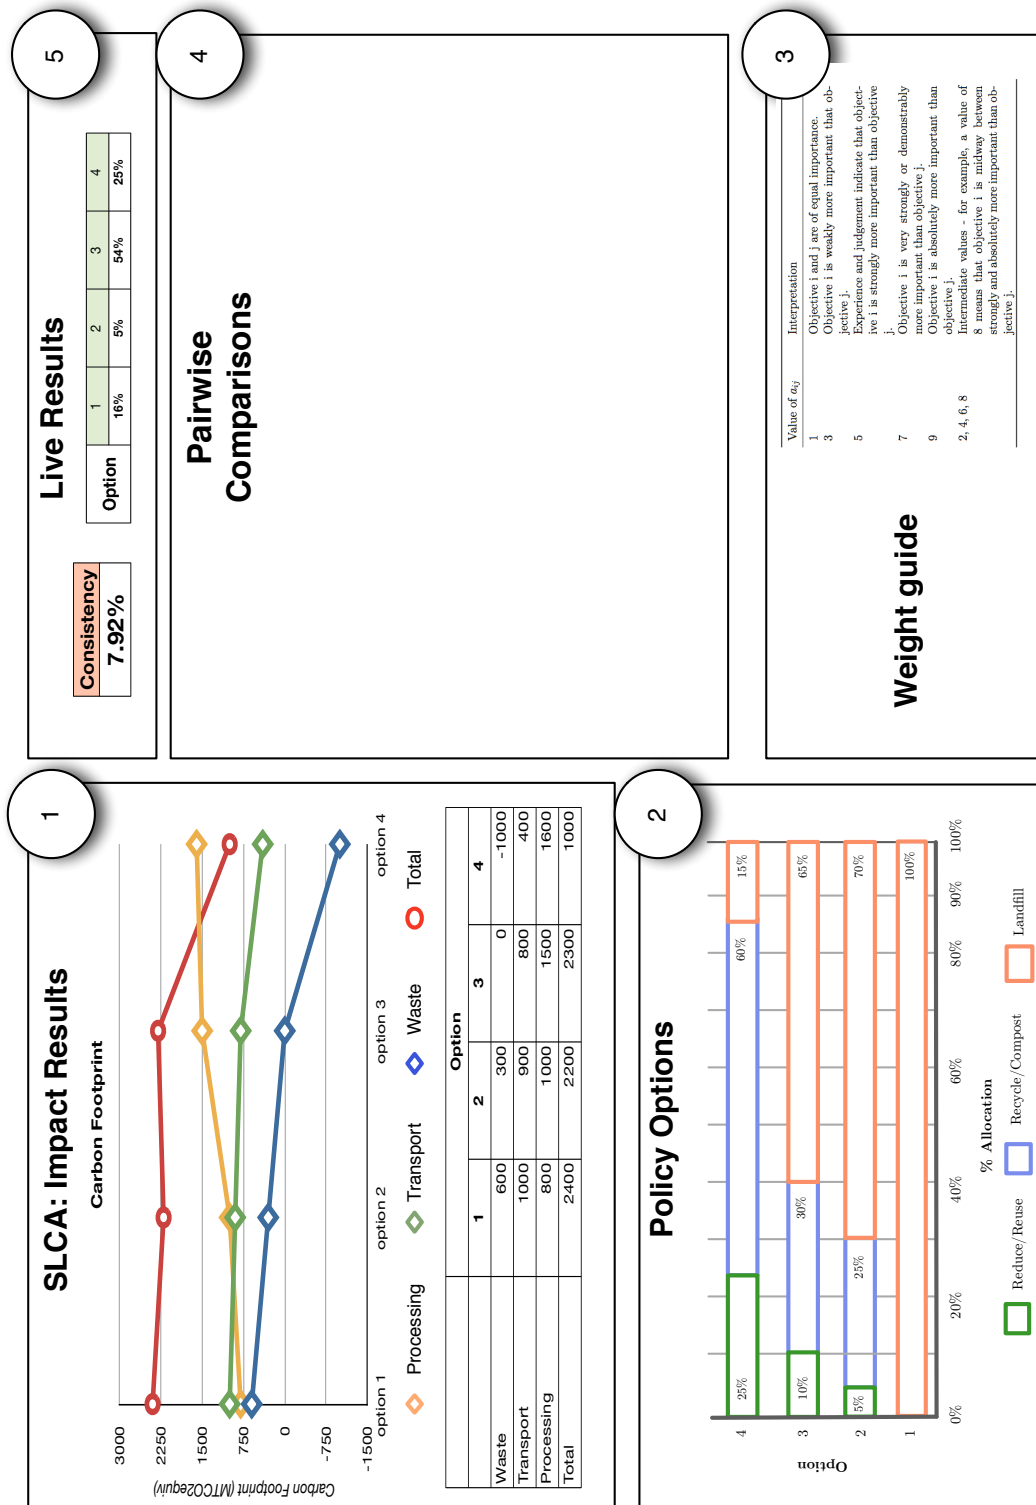 1
SLCA: Impact Results
Carbon Footprint
Carbon Footprint (MTCO2equiv)
3000
2250
1500
750
0
-750
-1500
option 1
option 2
option 3
option 4
Processing
Transport
Waste
Total
Option
1 2 3 4
Waste 600 300 0 -1000
Transport 1000 900 800 400
Processing 800 1000 1500 1600
Total 2400 2200 2300 1000
2
Policy Options
Option
4 25% 60% 15%
3 10% 30% 65%
2 5% 25% 70%
1 100%
0% 20% 40% 60% 80% 90% 100%
% Allocation
Reduce/Reuse Recycle/Compost Landfill
5
Live Results
Consistency
7.92%
Option 1 2 3 4
16% 5% 54% 25%
4
Pairwise
Comparisons
3
Weight guide
Value of aij Interpretation
1 Objective i and j are of equal importance.
3 Objective i is weakly more important that ob-
jective j.
5 Experience and judgement indicate that object-
ive i is strongly more important than objective
j.
7 Objective i is very strongly or demonstrably
more important than objective j.
9 Objective i is absolutely more important than
objective j.
2, 4, 6, 8 Intermediate values - for example, a value of
8 means that objective i is midway between
strongly and absolutely more important than ob-
jective j.